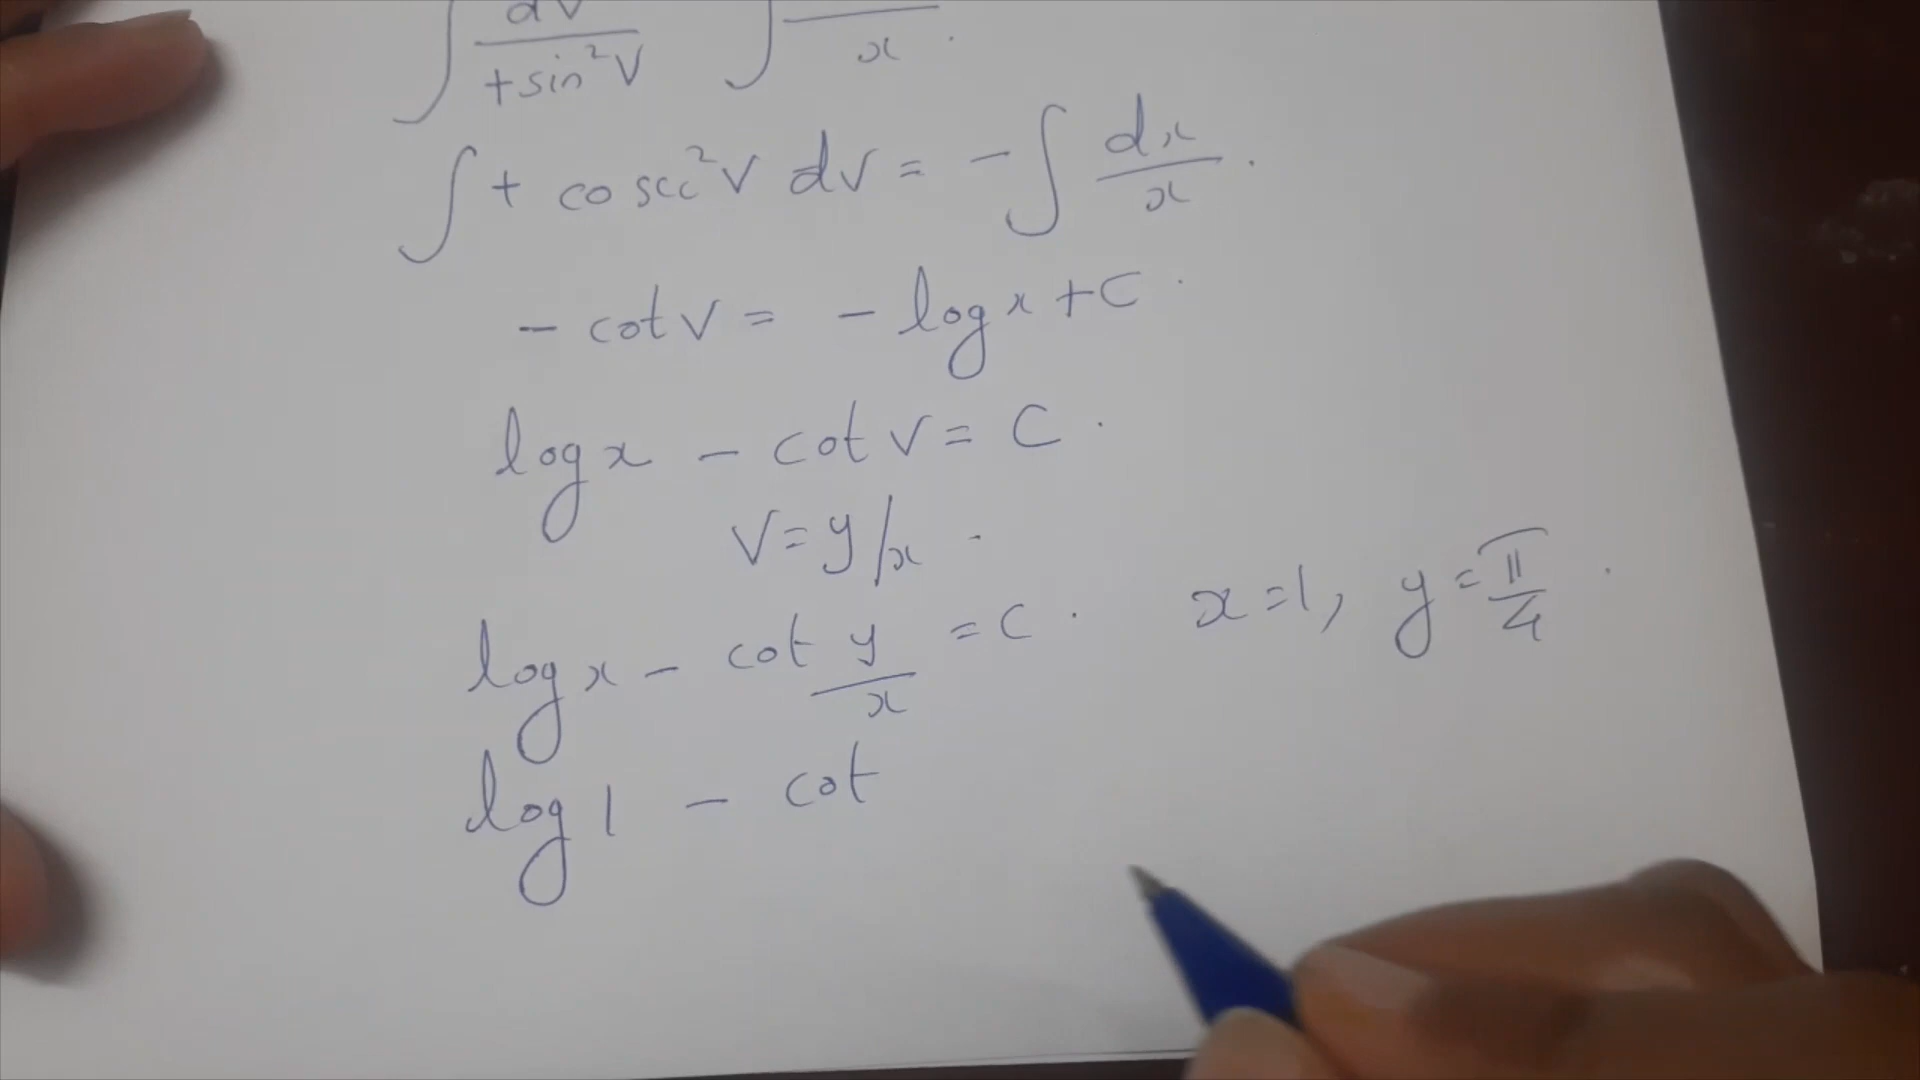 ∫ dv/+sin²V ∫ /x .
∫ + cosec²V dv = - ∫ dx/x .
- cot V = - log x + C .
log x - cot V = C .
V = y/x .
log x - cot y/x = C . x = 1, y = π/4 .
log 1 - cot